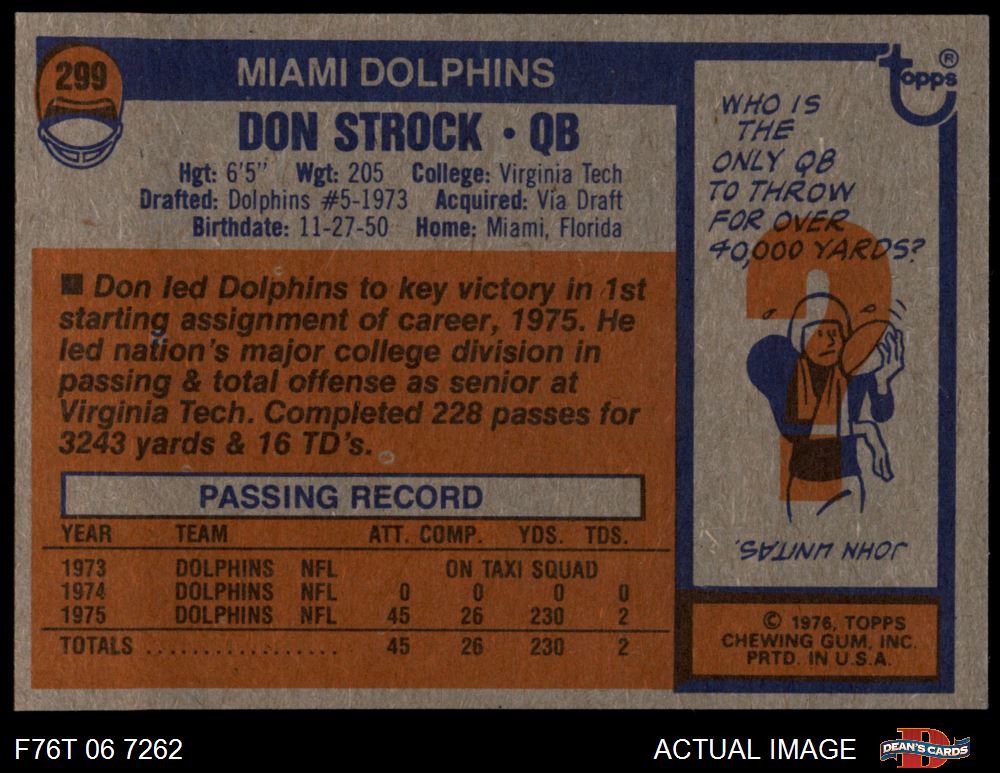 299
MIAMI DOLPHINS
DON STROCK • QB
Hgt: 6'5" Wgt: 205 College: Virginia Tech
Drafted: Dolphins #5-1973 Acquired: Via Draft
Birthdate: 11-27-50 Home: Miami, Florida
■ Don led Dolphins to key victory in 1st
starting assignment of career, 1975. He
led nation's major college division in
passing & total offense as senior at
Virginia Tech. Completed 228 passes for
3243 yards & 16 TD's.
PASSING RECORD
YEAR TEAM ATT. COMP. YDS. TDS.
1973 DOLPHINS NFL ON TAXI SQUAD
1974 DOLPHINS NFL 0 0 0 0
1975 DOLPHINS NFL 45 26 230 2
TOTALS .................. 45 26 230 2
topps®
WHO IS
THE
ONLY QB
TO THROW
FOR OVER
40,000 YARDS?
?
JOHN UNITAS.
© 1976, TOPPS
CHEWING GUM, INC.
PRTD. IN U.S.A.
F76T 06 7262
ACTUAL IMAGE
DEAN'S CARDS